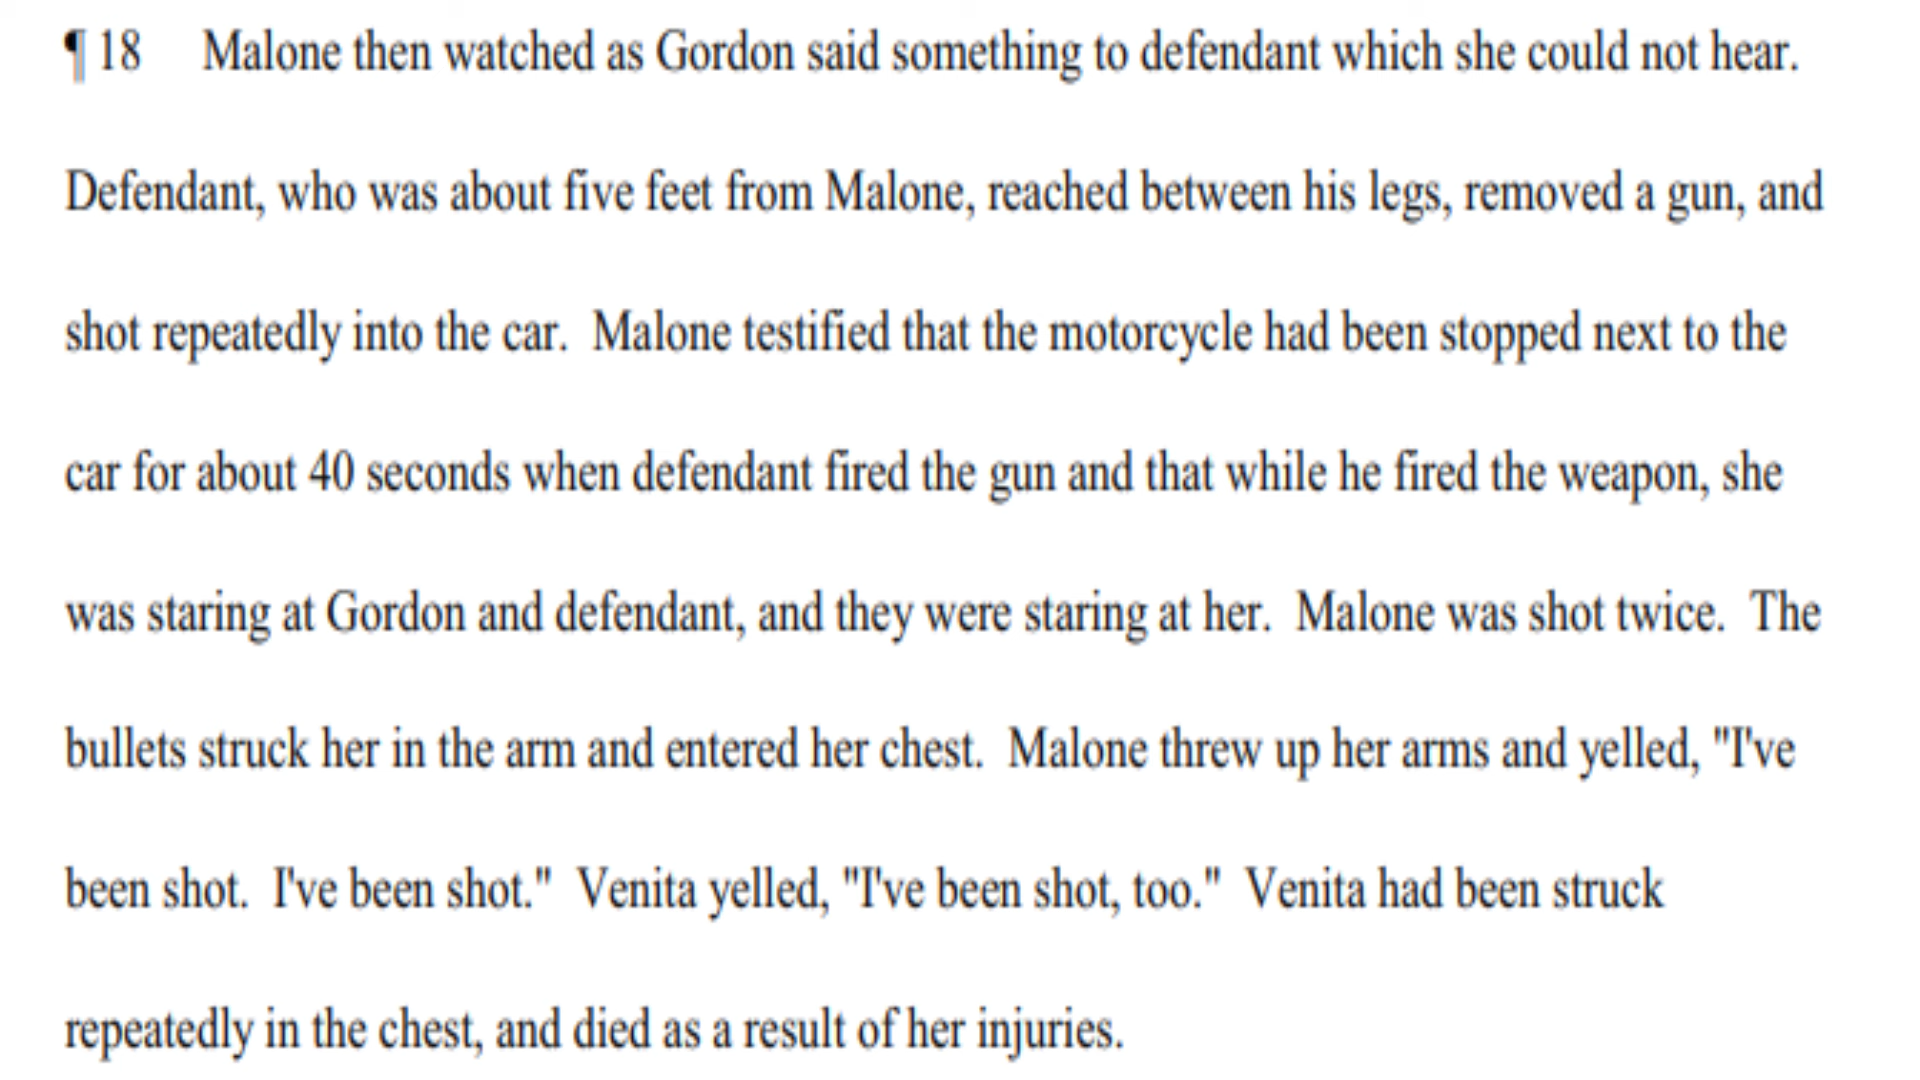 ¶ 18 Malone then watched as Gordon said something to defendant which she could not hear.
Defendant, who was about five feet from Malone, reached between his legs, removed a gun, and
shot repeatedly into the car.  Malone testified that the motorcycle had been stopped next to the
car for about 40 seconds when defendant fired the gun and that while he fired the weapon, she
was staring at Gordon and defendant, and they were staring at her.  Malone was shot twice.  The
bullets struck her in the arm and entered her chest.  Malone threw up her arms and yelled, "I've
been shot.  I've been shot."  Venita yelled, "I've been shot, too."  Venita had been struck
repeatedly in the chest, and died as a result of her injuries.